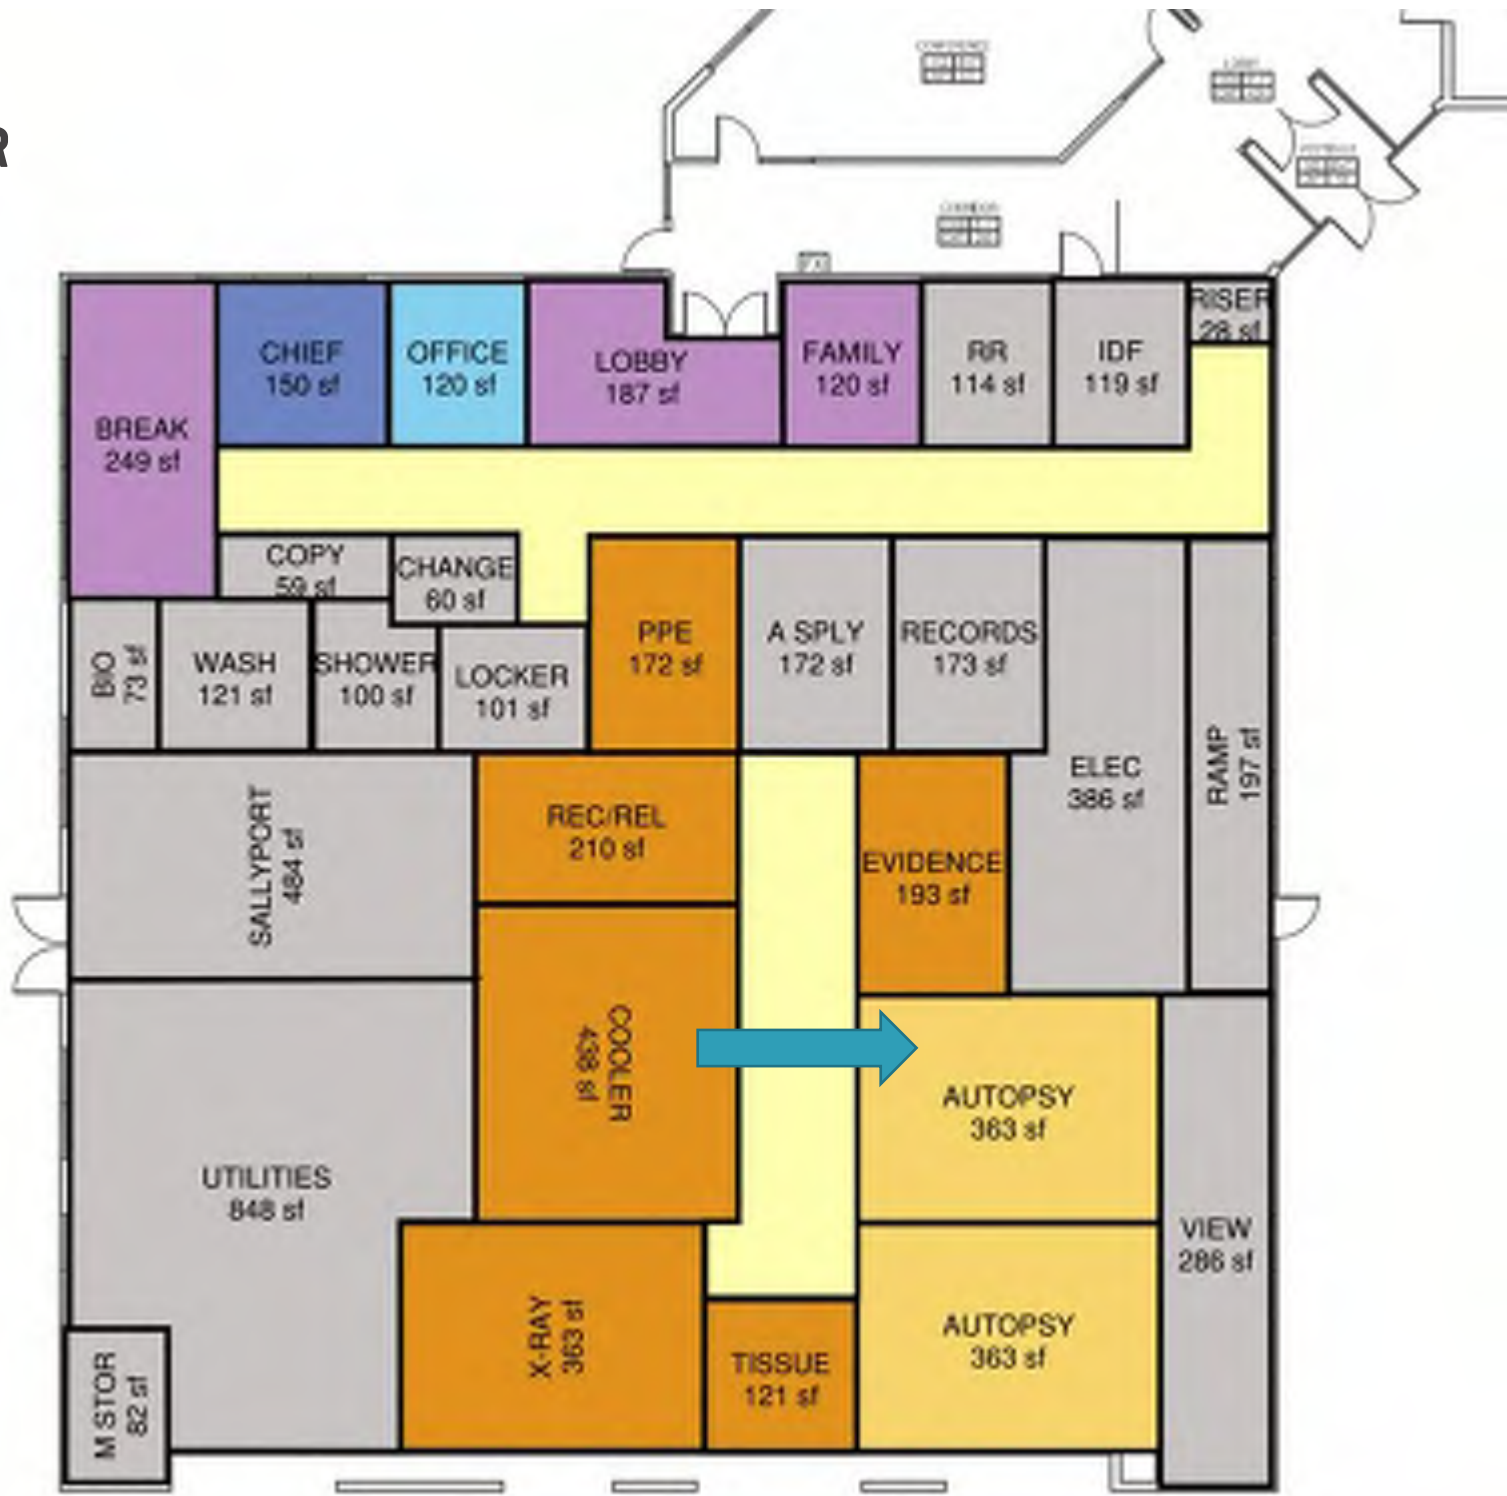 R
RISER
28 sf
CHIEF
150 sf
OFFICE
120 sf
LOBBY
187 sf
FAMILY
120 sf
RR
114 sf
IDF
119 sf
BREAK
249 sf
COPY
59 sf
CHANGE
60 sf
BIO
73 sf
WASH
121 sf
SHOWER
100 sf
LOCKER
101 sf
PPE
172 sf
A SPLY
172 sf
RECORDS
173 sf
ELEC
386 sf
RAMP
197 sf
SALLYPORT
484 sf
REC/REL
210 sf
EVIDENCE
193 sf
COOLER
438 sf
AUTOPSY
363 sf
UTILITIES
848 sf
VIEW
286 sf
X-RAY
363 sf
TISSUE
121 sf
AUTOPSY
363 sf
M STOR
82 sf